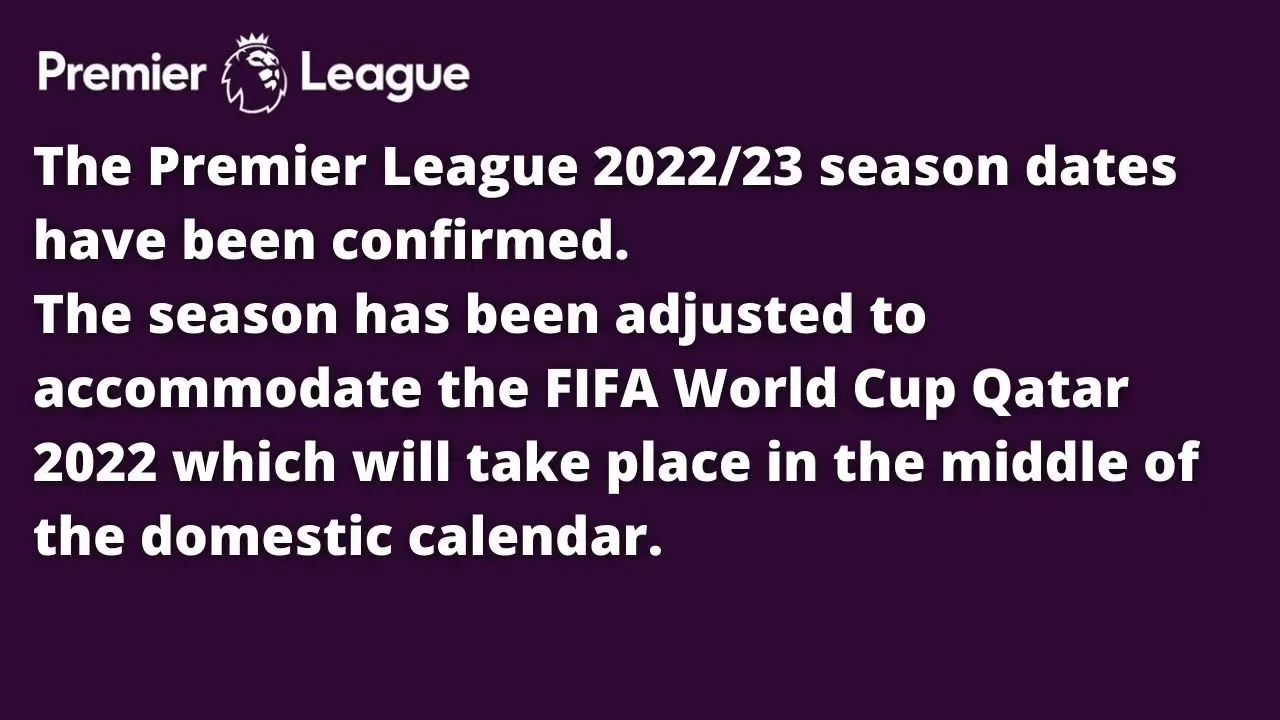 Premier League
The Premier League 2022/23 season dates
have been confirmed.
The season has been adjusted to
accommodate the FIFA World Cup Qatar
2022 which will take place in the middle of
the domestic calendar.